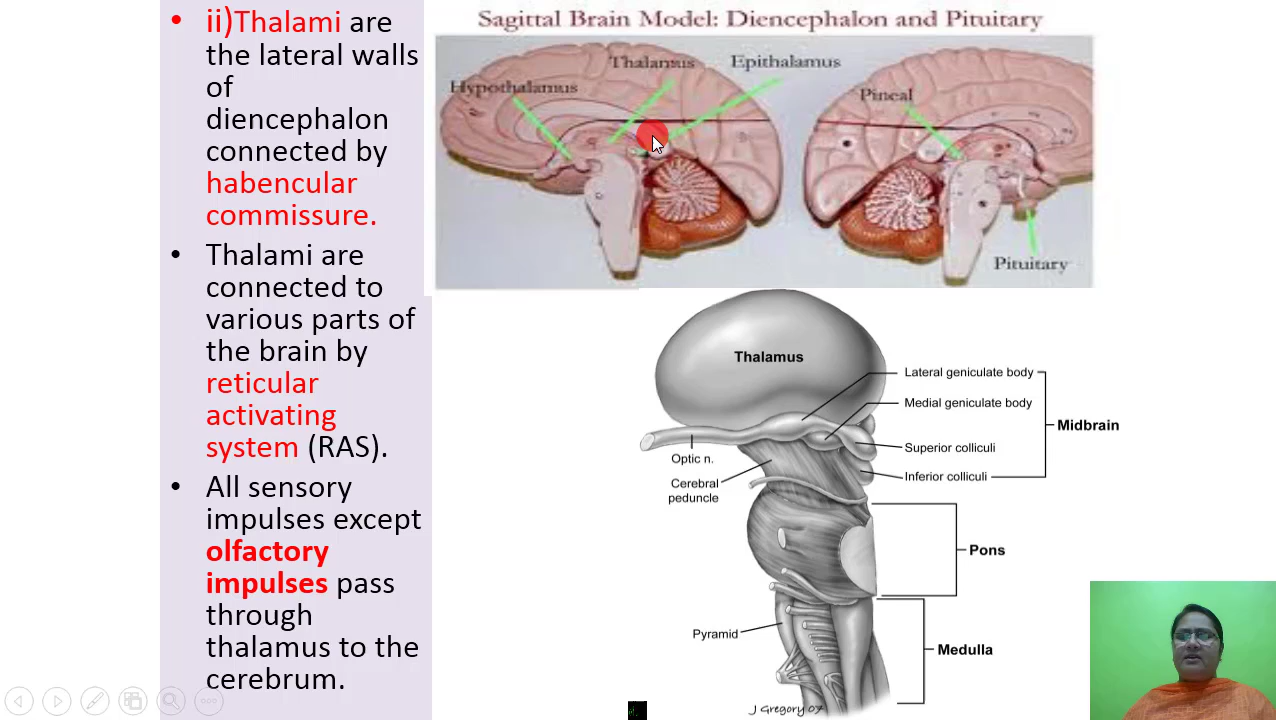 • ii)Thalami are
the lateral walls
of
diencephalon
connected by
habencular
commissure.
• Thalami are
connected to
various parts of
the brain by
reticular
activating
system (RAS).
• All sensory
impulses except
olfactory
impulses pass
through
thalamus to the
cerebrum.
Sagittal Brain Model: Diencephalon and Pituitary
Thalamus
Epithalamus
Hypothalamus
Pineal
Pituitary
Thalamus
Lateral geniculate body
Medial geniculate body
Midbrain
Superior colliculi
Optic n.
Inferior colliculi
Cerebral
peduncle
Pons
Pyramid
Medulla
J Gregory 07